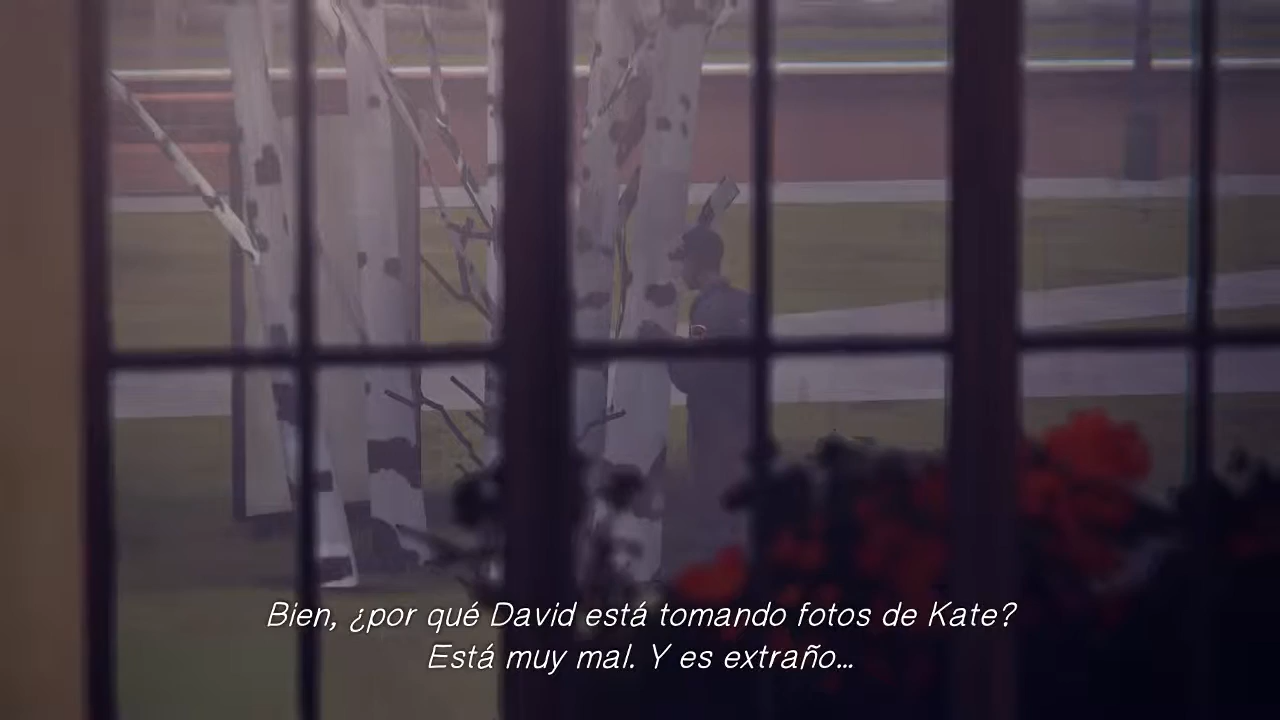 Bien, ¿por qué David está tomando fotos de Kate?
Está muy mal. Y es extraño...